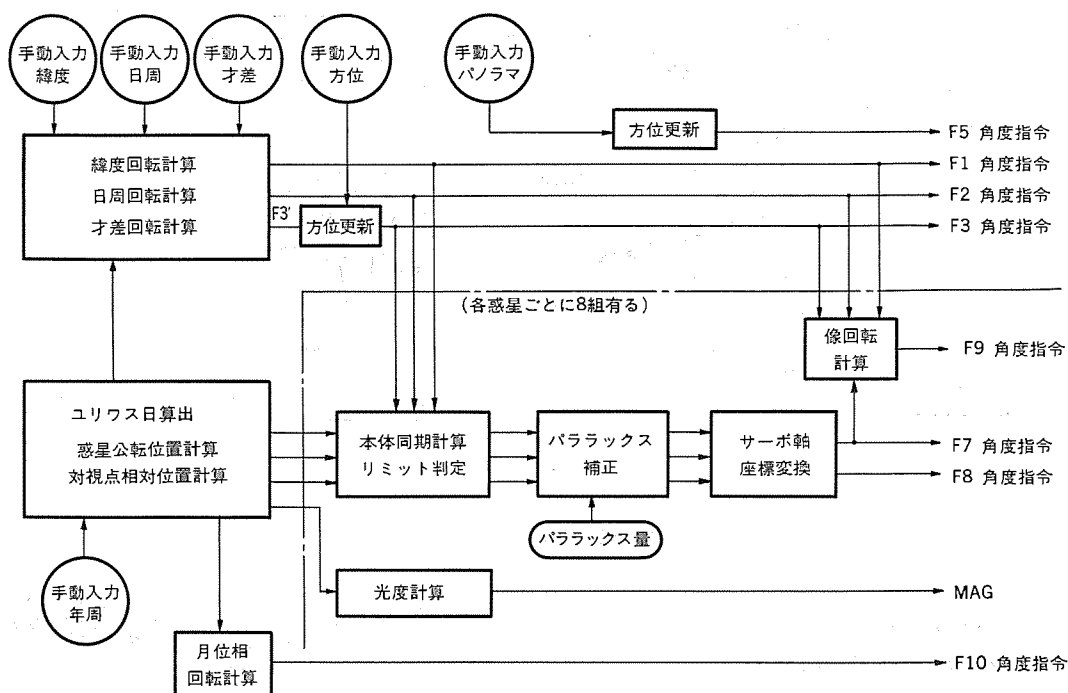 手動入力
緯度
手動入力
日周
手動入力
才差
手動入力
方位
手動入力
パノラマ
方位更新
F5 角度指令
緯度回転計算
F1 角度指令
日周回転計算
F2 角度指令
才差回転計算
F3'
方位更新
F3 角度指令
(各惑星ごとに8組有る)
像回転
計算
F9 角度指令
ユリウス日算出
惑星公転位置計算
対視点相対位置計算
本体同期計算
リミット判定
パララックス
補正
サーボ軸
座標変換
F7 角度指令
F8 角度指令
パララックス量
手動入力
年周
光度計算
MAG
月位相
回転計算
F10 角度指令